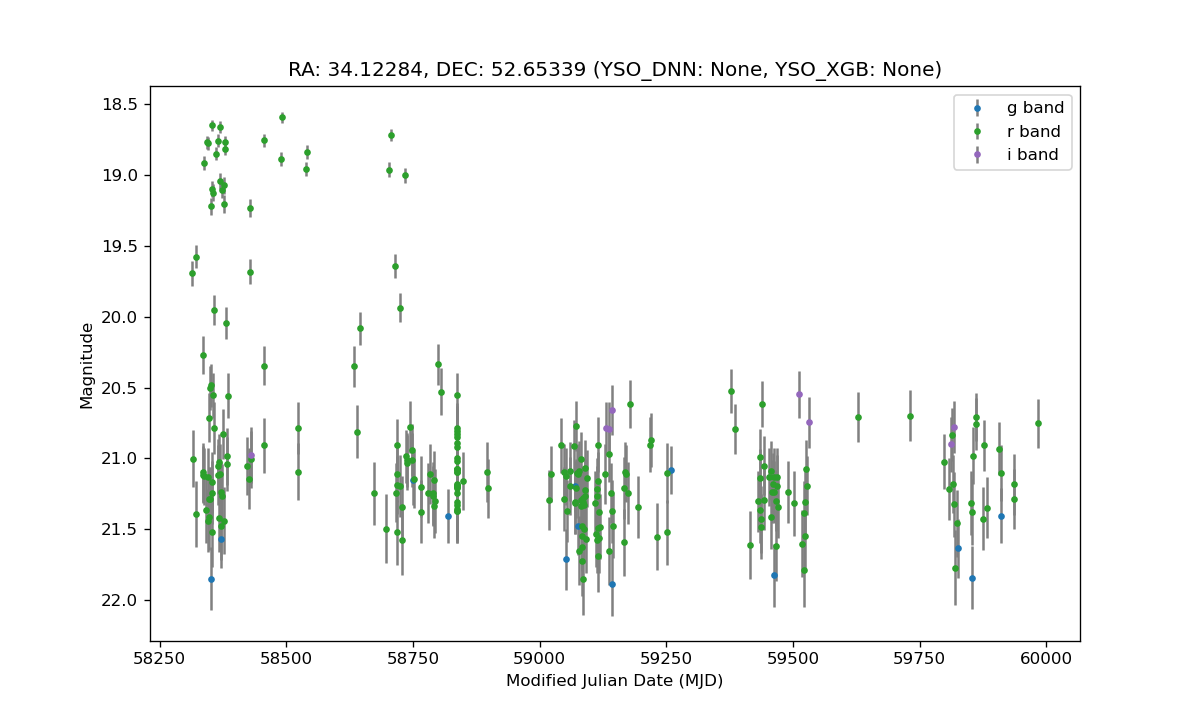 RA: 34.12284, DEC: 52.65339 (YSO_DNN: None, YSO_XGB: None)
g band
r band
i band
18.5
19.0
19.5
20.0
20.5
21.0
21.5
22.0
Magnitude
58250 58500 58750 59000 59250 59500 59750 60000
Modified Julian Date (MJD)